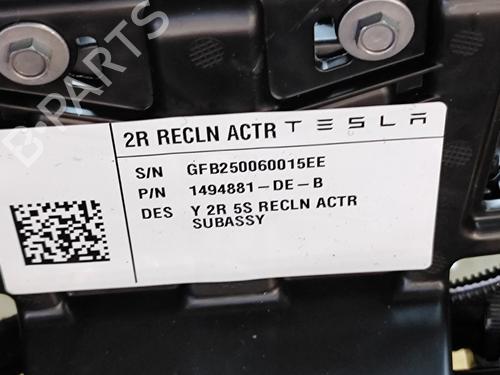 2R RECLN ACTR TESLA
S/N GFB250060015EE
P/N 1494881-DE-B
DES Y 2R 5S RECLN ACTR
SUBASSY
B-PARTS